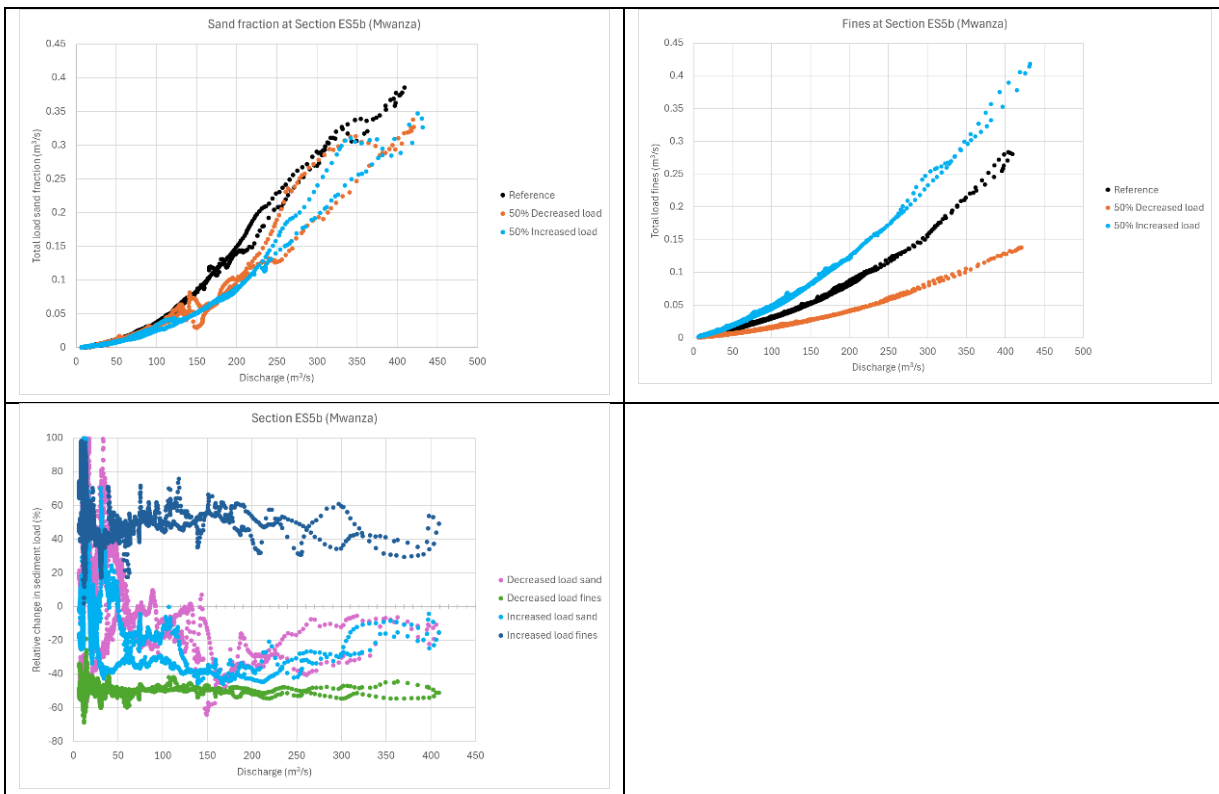 Sand fraction at Section ES5b (Mwanza)
Total load sand fraction (m³/s)
0.45
0.4
0.35
0.3
0.25
0.2
0.15
0.1
0.05
0
0 50 100 150 200 250 300 350 400 450 500
Discharge (m³/s)
Reference
50% Decreased load
50% Increased load
Fines at Section ES5b (Mwanza)
Total load fines (m³/s)
0.45
0.4
0.35
0.3
0.25
0.2
0.15
0.1
0.05
0
0 50 100 150 200 250 300 350 400 450 500
Discharge (m³/s)
Reference
50% Decreased load
50% Increased load
Section ES5b (Mwanza)
Relative change in sediment load (%)
100
80
60
40
20
0
-20
-40
-60
-80
0 50 100 150 200 250 300 350 400 450
Discharge (m³/s)
Decreased load sand
Decreased load fines
Increased load sand
Increased load fines